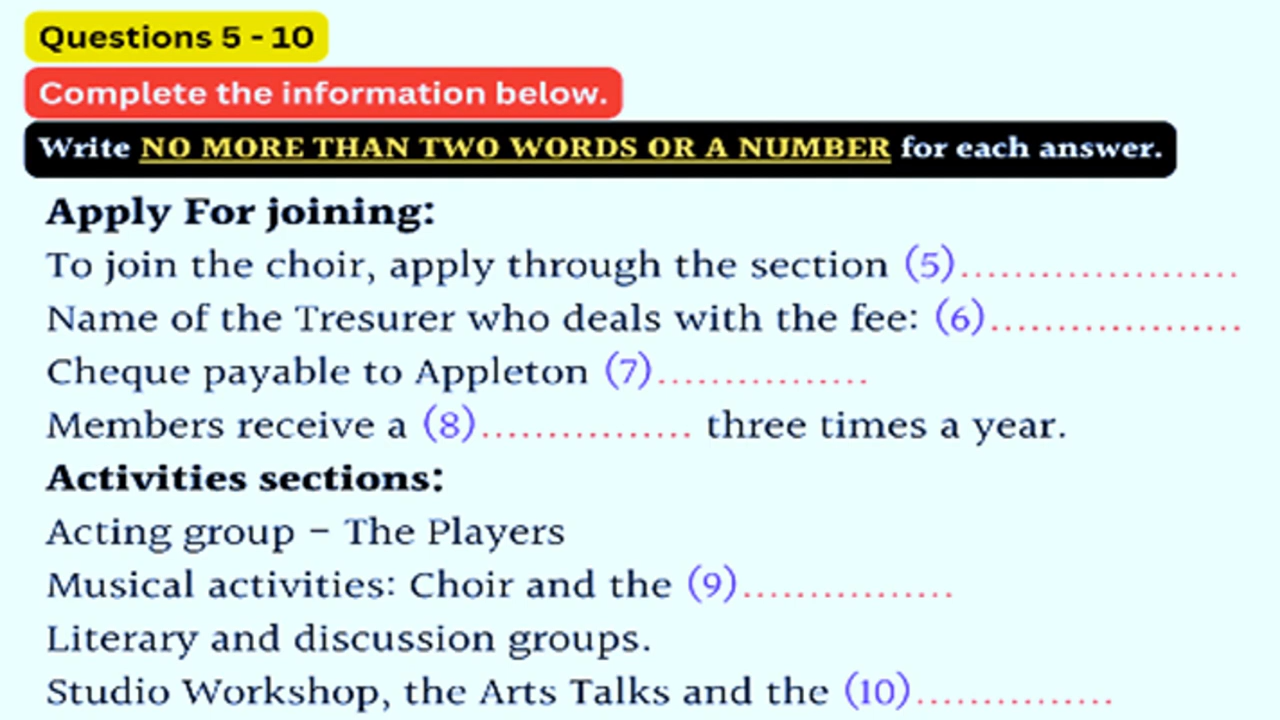 Questions 5 - 10
Complete the information below.
Write NO MORE THAN TWO WORDS OR A NUMBER for each answer.
Apply For joining:
To join the choir, apply through the section (5).....................
Name of the Tresurer who deals with the fee: (6)...................
Cheque payable to Appleton (7)................
Members receive a (8)................ three times a year.
Activities sections:
Acting group – The Players
Musical activities: Choir and the (9)................
Literary and discussion groups.
Studio Workshop, the Arts Talks and the (10)...............